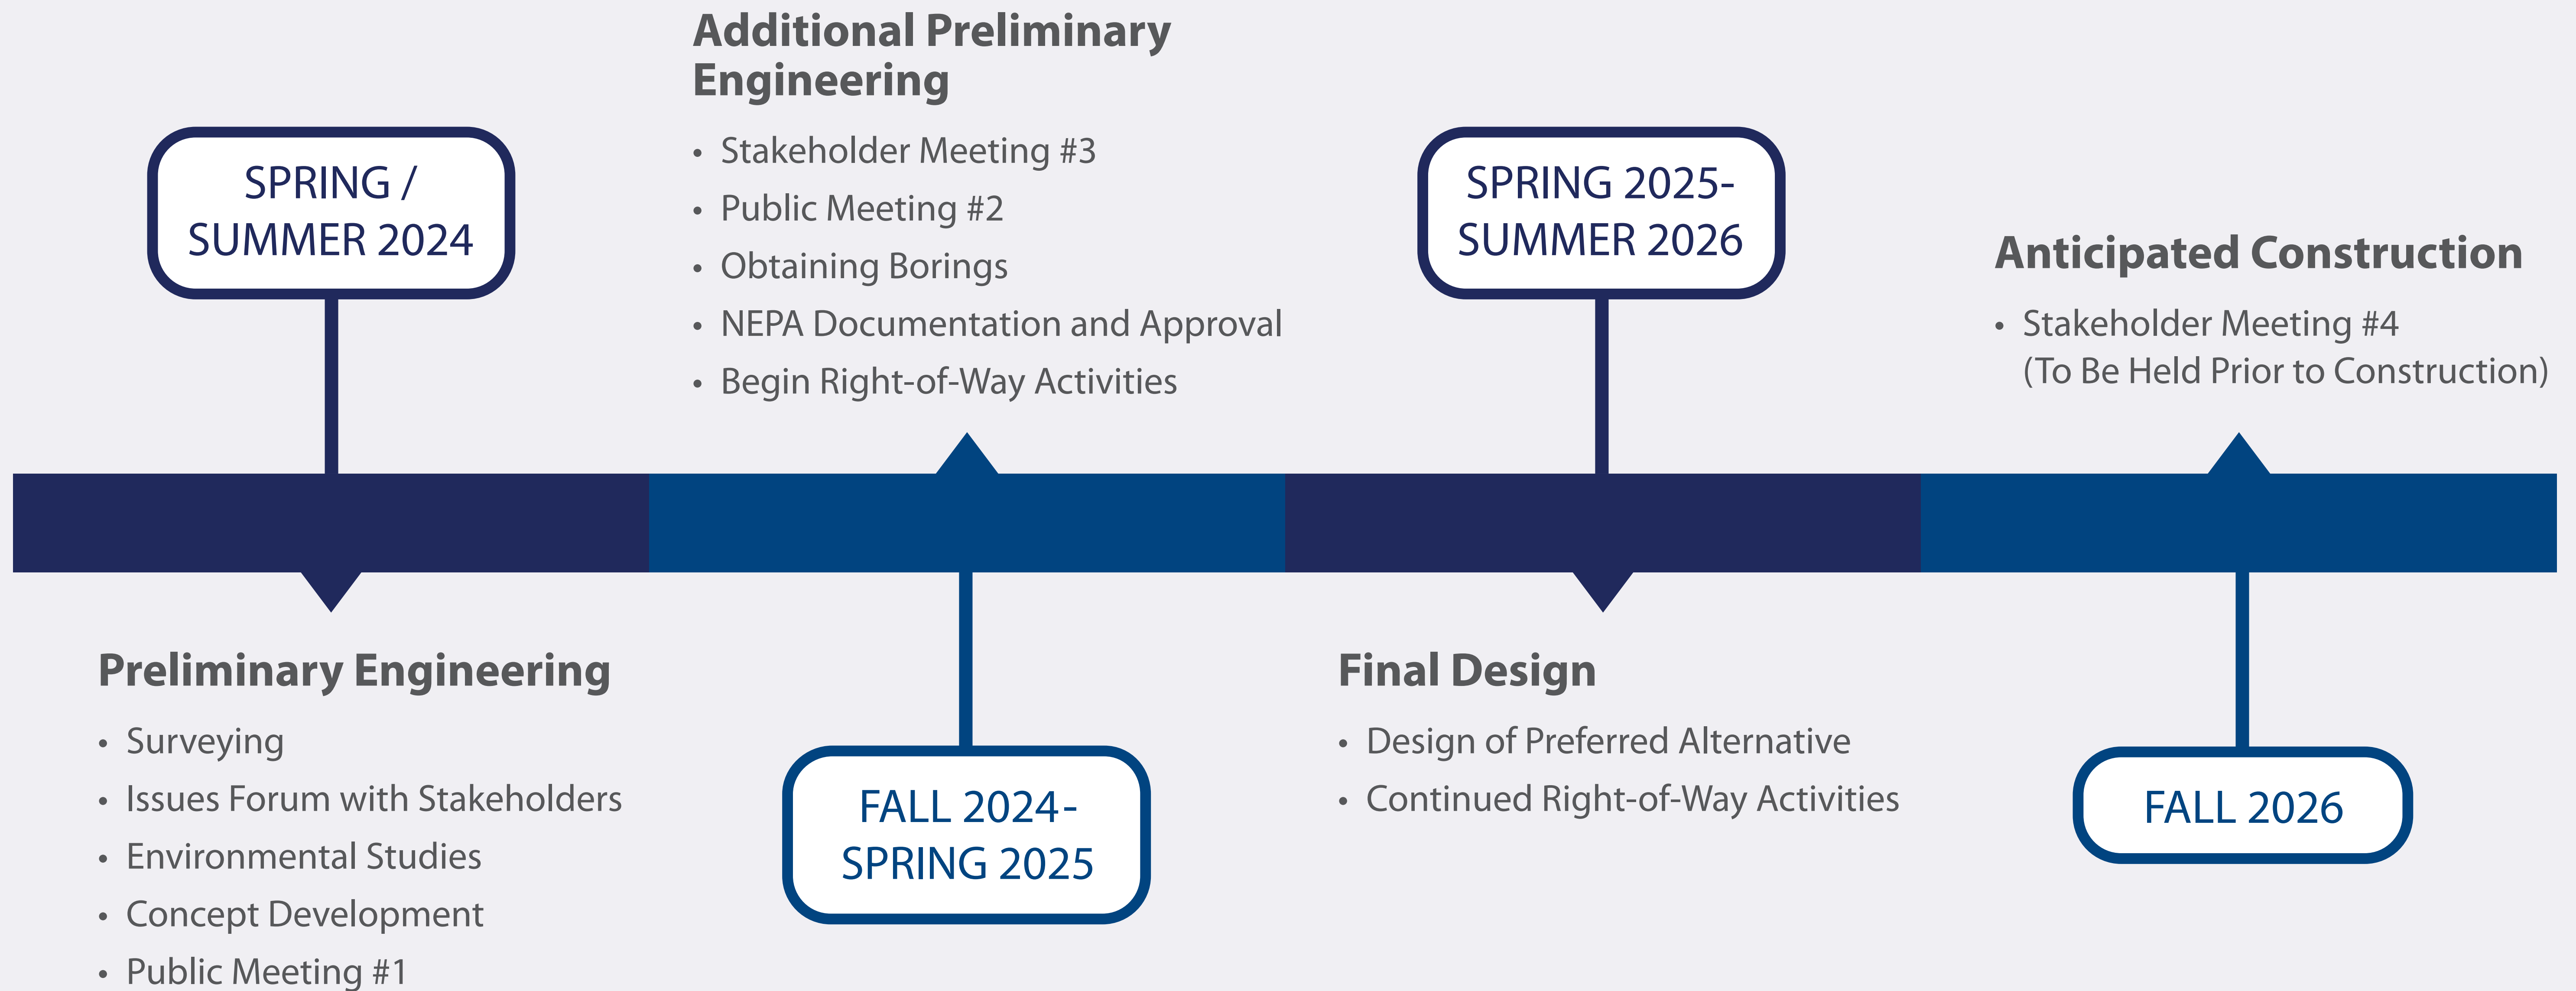 SPRING /
SUMMER 2024
Preliminary Engineering
• Surveying
• Issues Forum with Stakeholders
• Environmental Studies
• Concept Development
• Public Meeting #1
Additional Preliminary
Engineering
• Stakeholder Meeting #3
• Public Meeting #2
• Obtaining Borings
• NEPA Documentation and Approval
• Begin Right-of-Way Activities
FALL 2024-
SPRING 2025
SPRING 2025-
SUMMER 2026
Final Design
• Design of Preferred Alternative
• Continued Right-of-Way Activities
Anticipated Construction
• Stakeholder Meeting #4
(To Be Held Prior to Construction)
FALL 2026